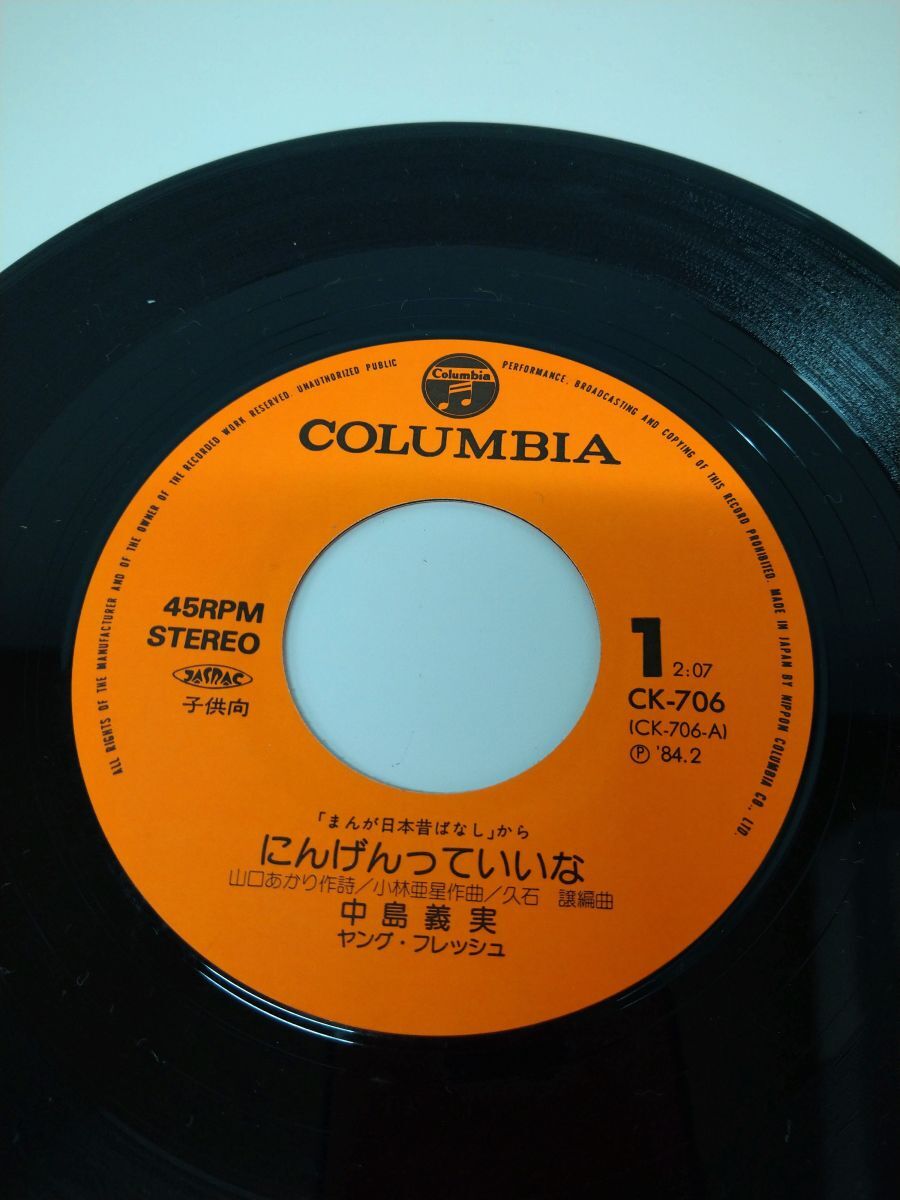 ALL RIGHTS OF THE MANUFACTURER AND OF THE OWNER OF THE RECORDED WORK RESERVED. UNAUTHORIZED PUBLIC PERFORMANCE, BROADCASTING AND COPYING OF THIS RECORD PROHIBITED. MADE IN JAPAN BY NIPPON COLUMBIA CO., LTD.
Columbia
COLUMBIA
45RPM
STEREO
JASRAC
子供向
1 2:07
CK-706
(CK-706-A)
Ⓟ '84.2
「まんが日本昔ばなし」から
にんげんっていいな
山口あかり作詩/小林亜星作曲/久石 譲編曲
中島義実
ヤング・フレッシュ